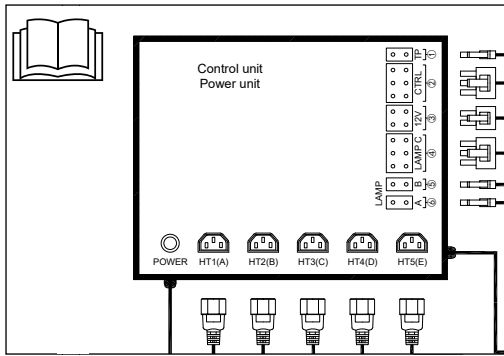 Control unit
Power unit
TP ①
CTRL ②
12V ③
LAMP C ④
LAMP
B ⑤
A ⑥
POWER HT1(A) HT2(B) HT3(C) HT4(D) HT5(E)